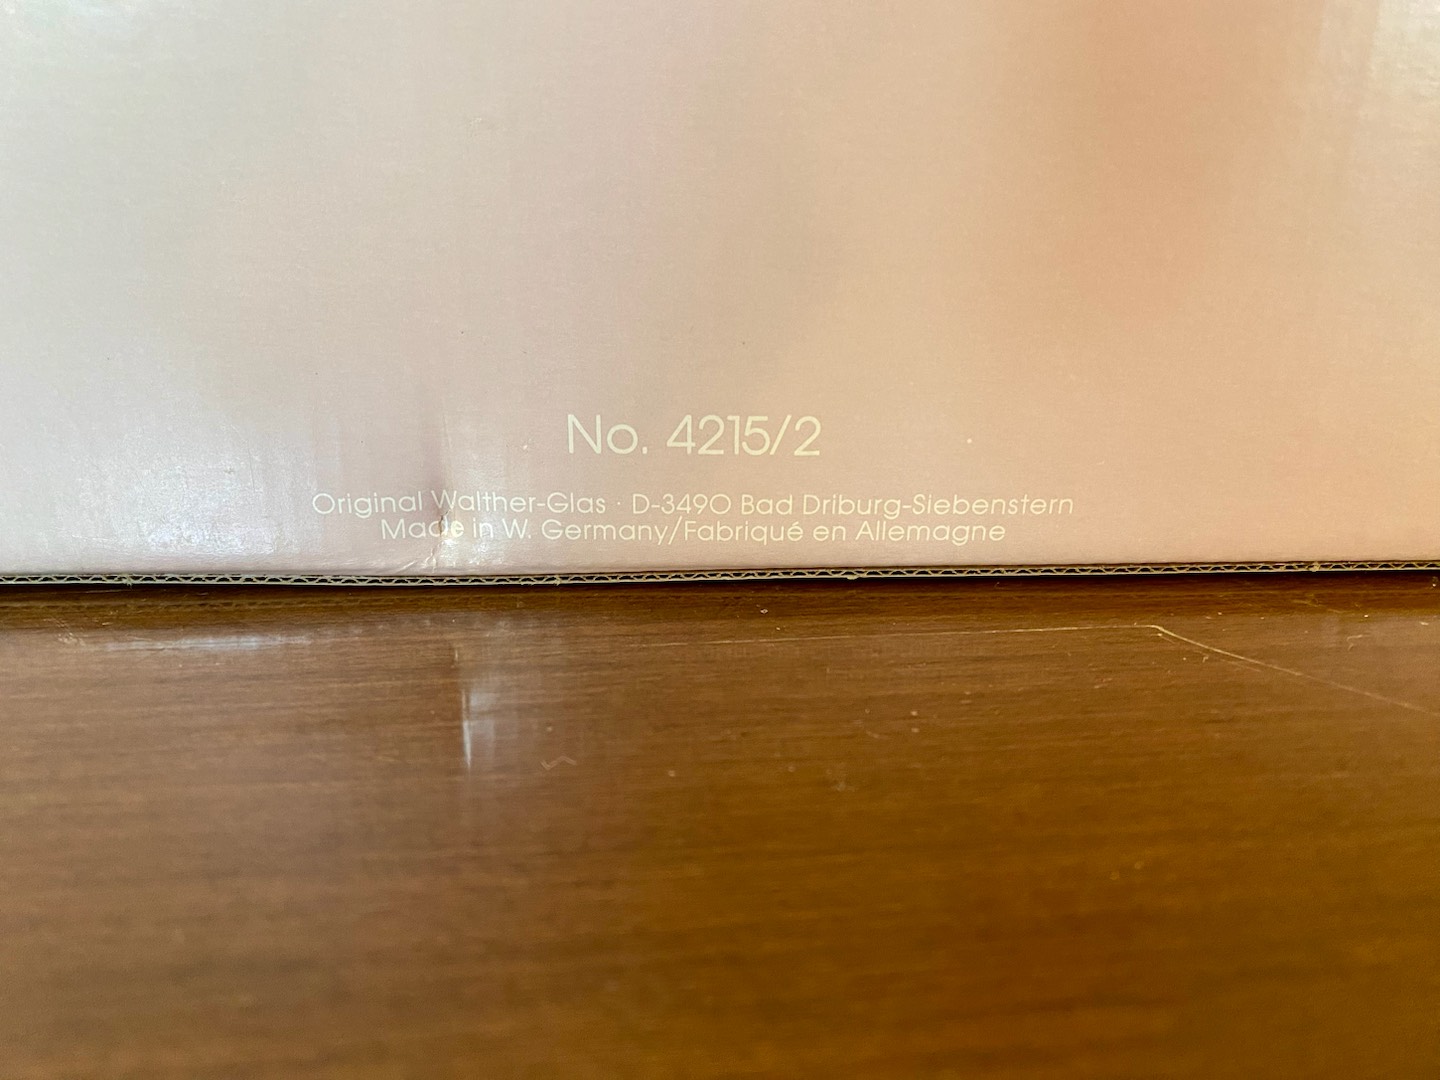 No. 4215/2
Original Walther-Glas · D-3490 Bad Driburg-Siebenstern
Made in W. Germany/Fabriqué en Allemagne